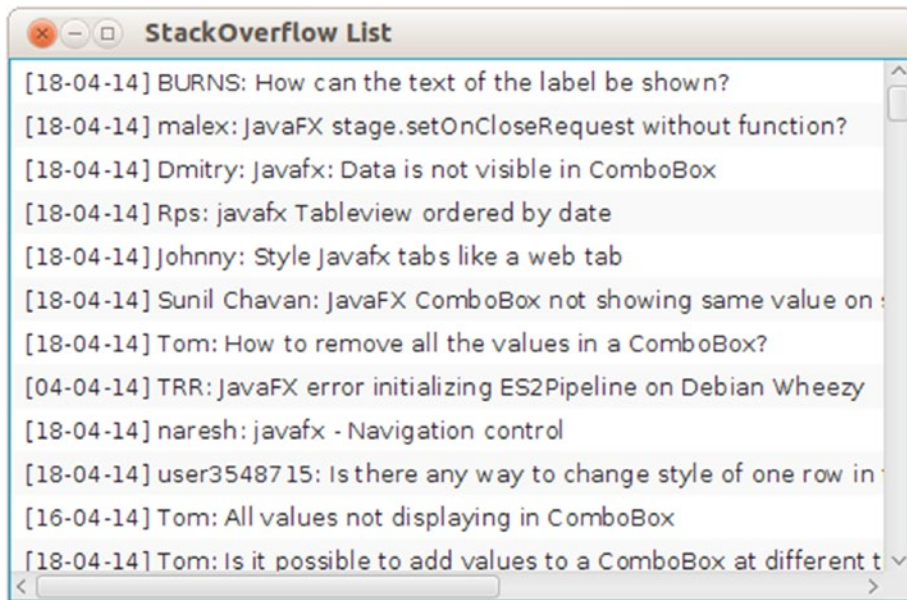 StackOverflow List
[18-04-14] BURNS: How can the text of the label be shown?
[18-04-14] malex: JavaFX stage.setOnCloseRequest without function?
[18-04-14] Dmitry: Javafx: Data is not visible in ComboBox
[18-04-14] Rps: javafx Tableview ordered by date
[18-04-14] Johnny: Style Javafx tabs like a web tab
[18-04-14] Sunil Chavan: JavaFX ComboBox not showing same value on
[18-04-14] Tom: How to remove all the values in a ComboBox?
[04-04-14] TRR: JavaFX error initializing ES2Pipeline on Debian Wheezy
[18-04-14] naresh: javafx - Navigation control
[18-04-14] user3548715: Is there any way to change style of one row in
[16-04-14] Tom: All values not displaying in ComboBox
[18-04-14] Tom: Is it possible to add values to a ComboBox at different t